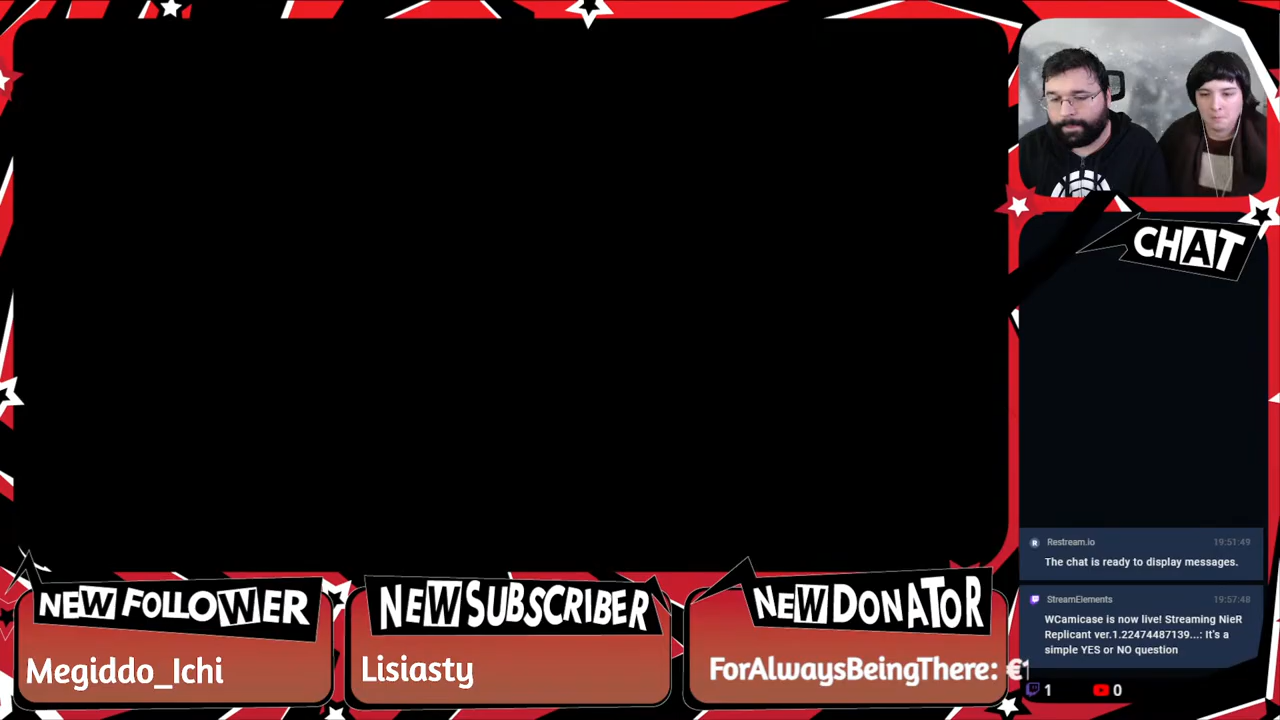 CHAT
Restream.io 19:51:49
The chat is ready to display messages.
StreamElements 19:57:48
WCamicase is now live! Streaming NieR
Replicant ver.1.22474487139...: It's a
simple YES or NO question
1 0
NEW FOLLOWER
Megiddo_Ichi
NEW SUBSCRIBER
Lisiasty
NEW DONATOR
ForAlwaysBeingThere: €1